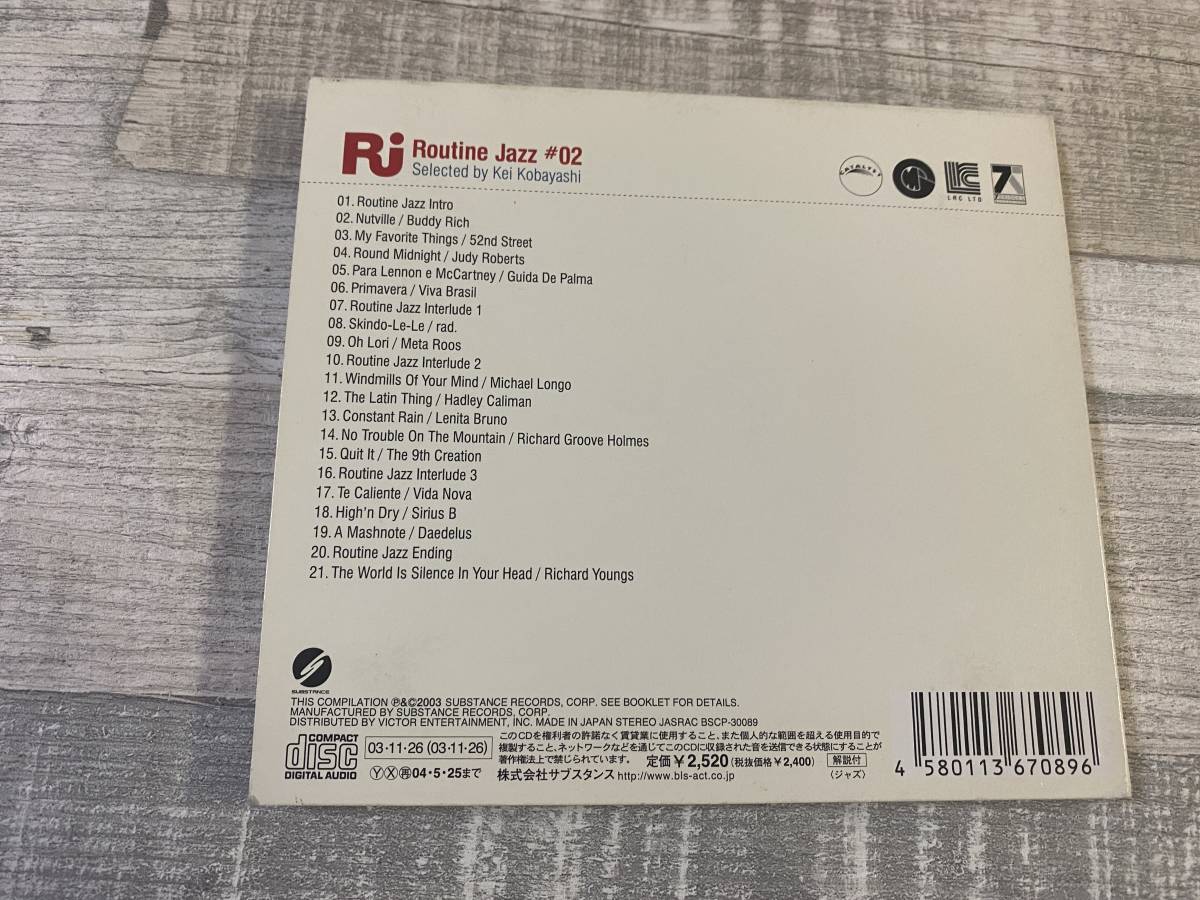 Rj Routine Jazz #02
Selected by Kei Kobayashi
CATALYST
LRC LTD
01. Routine Jazz Intro
02. Nutville / Buddy Rich
03. My Favorite Things / 52nd Street
04. Round Midnight / Judy Roberts
05. Para Lennon e McCartney / Guida De Palma
06. Primavera / Viva Brasil
07. Routine Jazz Interlude 1
08. Skindo-Le-Le / rad.
09. Oh Lori / Meta Roos
10. Routine Jazz Interlude 2
11. Windmills Of Your Mind / Michael Longo
12. The Latin Thing / Hadley Caliman
13. Constant Rain / Lenita Bruno
14. No Trouble On The Mountain / Richard Groove Holmes
15. Quit It / The 9th Creation
16. Routine Jazz Interlude 3
17. Te Caliente / Vida Nova
18. High'n Dry / Sirius B
19. A Mashnote / Daedelus
20. Routine Jazz Ending
21. The World Is Silence In Your Head / Richard Youngs
SUBSTANCE
THIS COMPILATION ℗&©2003 SUBSTANCE RECORDS, CORP. SEE BOOKLET FOR DETAILS.
MANUFACTURED BY SUBSTANCE RECORDS, CORP.
DISTRIBUTED BY VICTOR ENTERTAINMENT, INC. MADE IN JAPAN STEREO JASRAC BSCP-30089
COMPACT disc DIGITAL AUDIO
03·11·26 (03·11·26)
Ⓨ Ⓧ ㊢ 04·5·25まで
このCDを権利者の許諾なく賃貸業に使用すること、また個人的な範囲を超える使用目的で
複製すること、ネットワークなどを通じてこのCDに収録された音を送信できる状態にすることが
著作権法上で禁じられています。 定価¥2,520(税抜価格¥2,400) 解説付
株式会社サブスタンス http://www.bls-act.co.jp 〈ジャズ〉
4 580113 670896